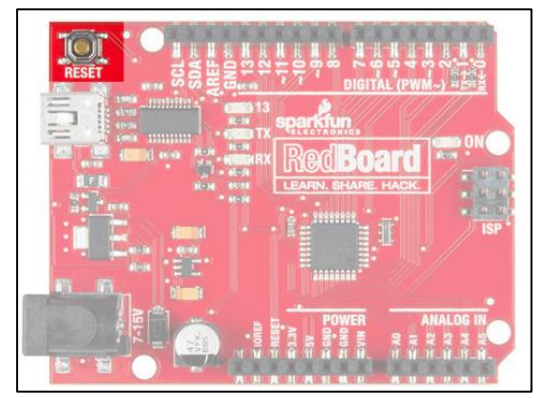 RESET
SCL
SDA
AREF
GND
13
12
~11
~10
~9
8
7
~6
~5
4
~3
2
1
0
DIGITAL (PWM~)
13
TX
RX
sparkfun
ELECTRONICS
ON
RedBoard
LEARN. SHARE. HACK.
ISP
7-15V
47
IOREF
RESET
3.3V
5V
GND
GND
VIN
POWER
A0
A1
A2
A3
A4
A5
ANALOG IN